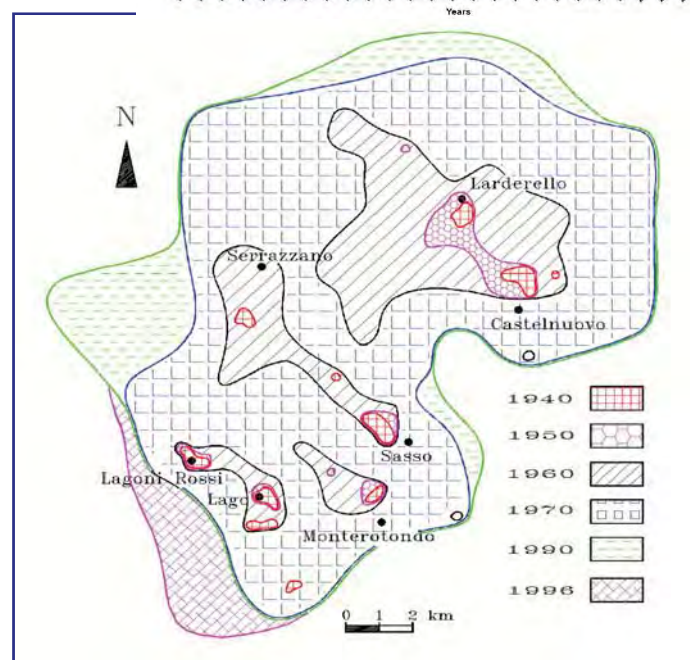 Years
N
Larderello
Serrazzano
Castelnuovo
1940
1950
Sasso
1960
Lagoni Rossi
Lago
1970
Monterotondo
1990
1996
0 1 2 km